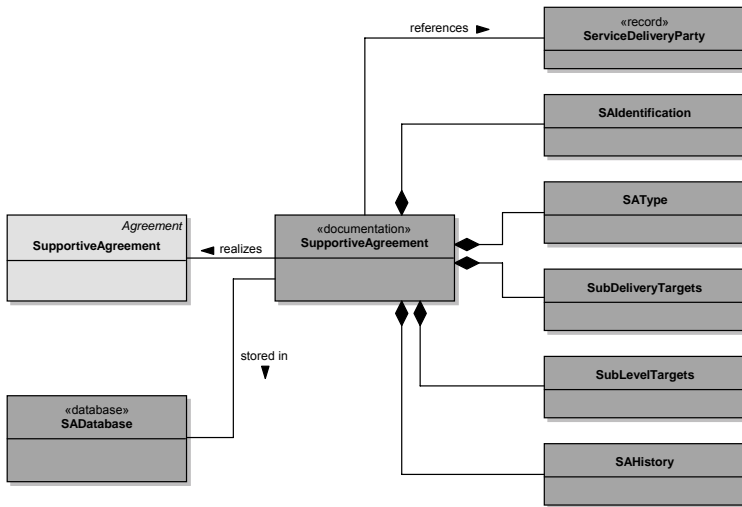 references
«record»
ServiceDeliveryParty
SAIdentification
SAType
Agreement
SupportiveAgreement
realizes
«documentation»
SupportiveAgreement
SubDeliveryTargets
stored in
SubLevelTargets
«database»
SADatabase
SAHistory